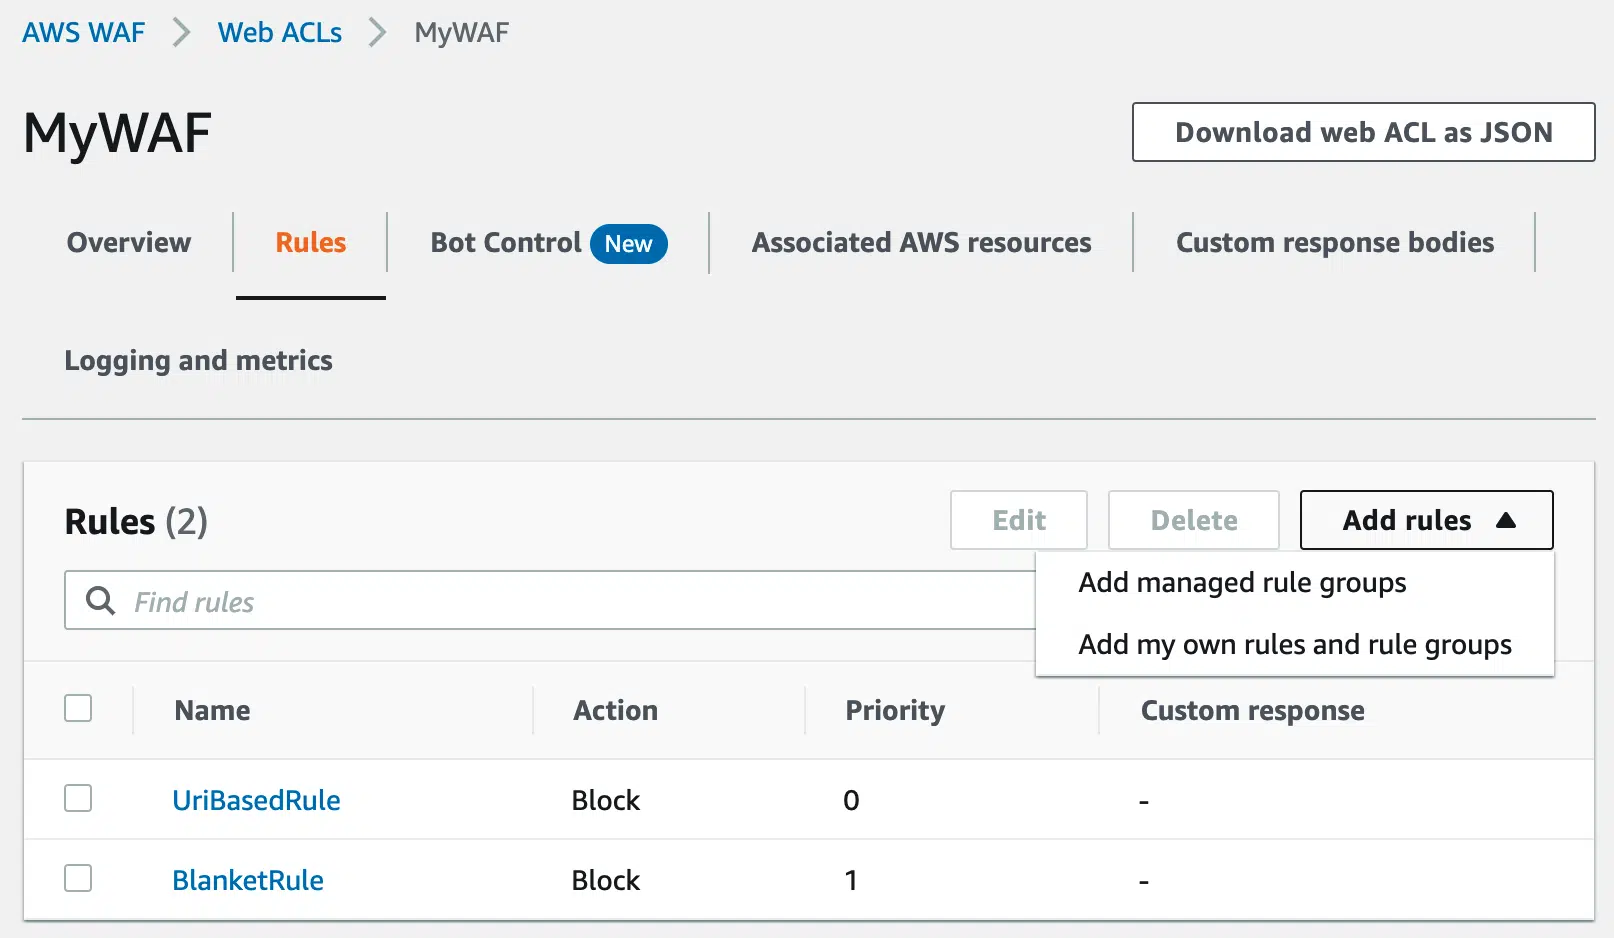 AWS WAF > Web ACLs > MyWAF
MyWAF
Download web ACL as JSON
Overview
Rules
Bot Control New
Associated AWS resources
Custom response bodies
Logging and metrics
Rules (2)
Edit
Delete
Add rules
Add managed rule groups
Add my own rules and rule groups
Find rules
Name Action Priority Custom response
UriBasedRule Block 0 -
BlanketRule Block 1 -